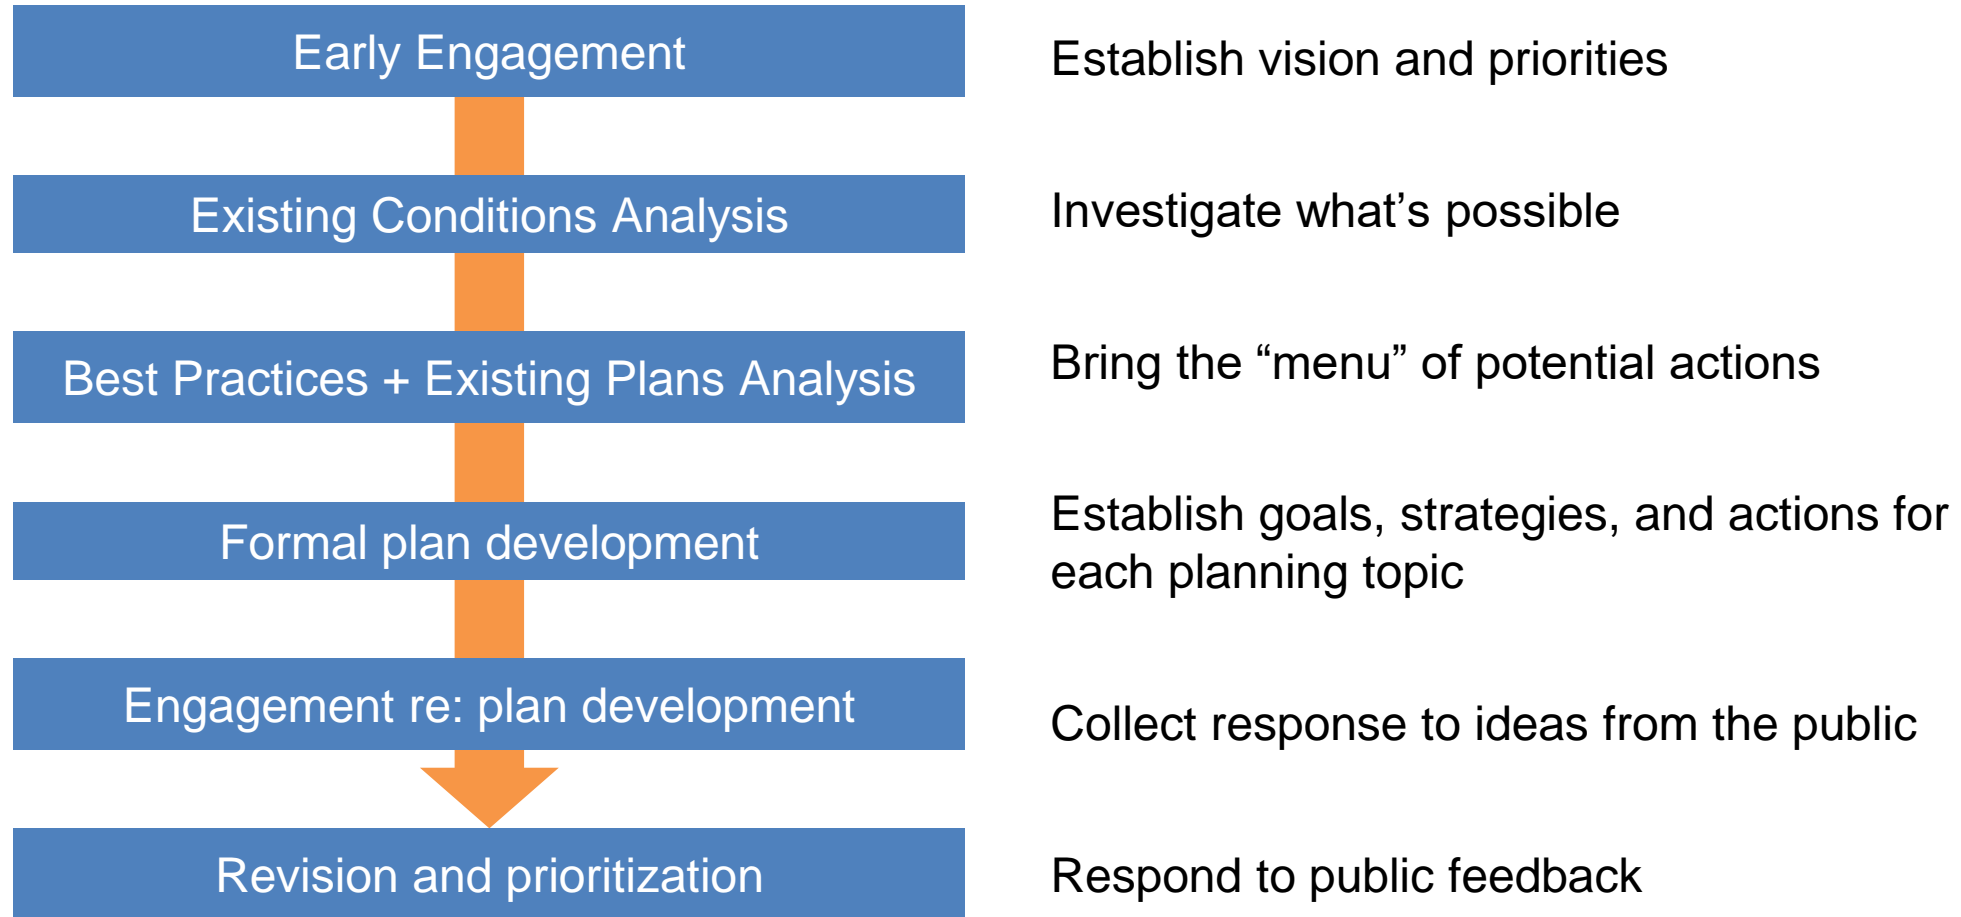 Early Engagement
Establish vision and priorities
Existing Conditions Analysis
Investigate what’s possible
Best Practices + Existing Plans Analysis
Bring the “menu” of potential actions
Formal plan development
Establish goals, strategies, and actions for
each planning topic
Engagement re: plan development
Collect response to ideas from the public
Revision and prioritization
Respond to public feedback